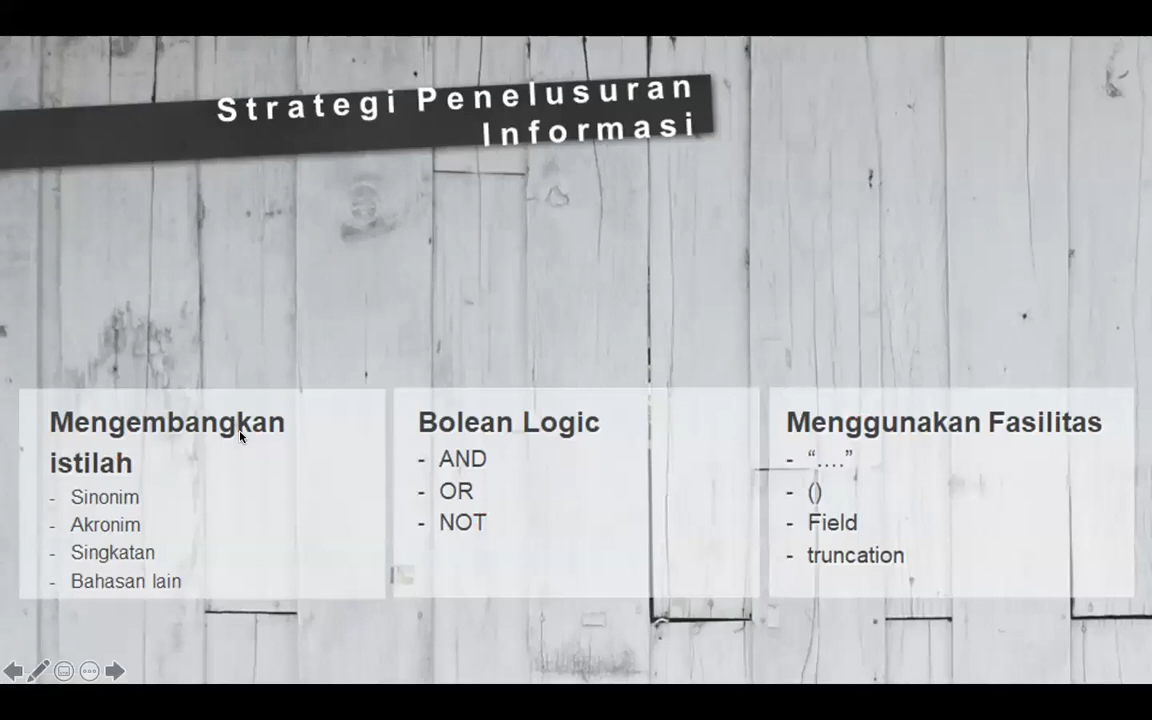 Strategi Penelusuran
Informasi
Mengembangkan
istilah
- Sinonim
- Akronim
- Singkatan
- Bahasan lain
Bolean Logic
- AND
- OR
- NOT
Menggunakan Fasilitas
- “....”
- ()
- Field
- truncation